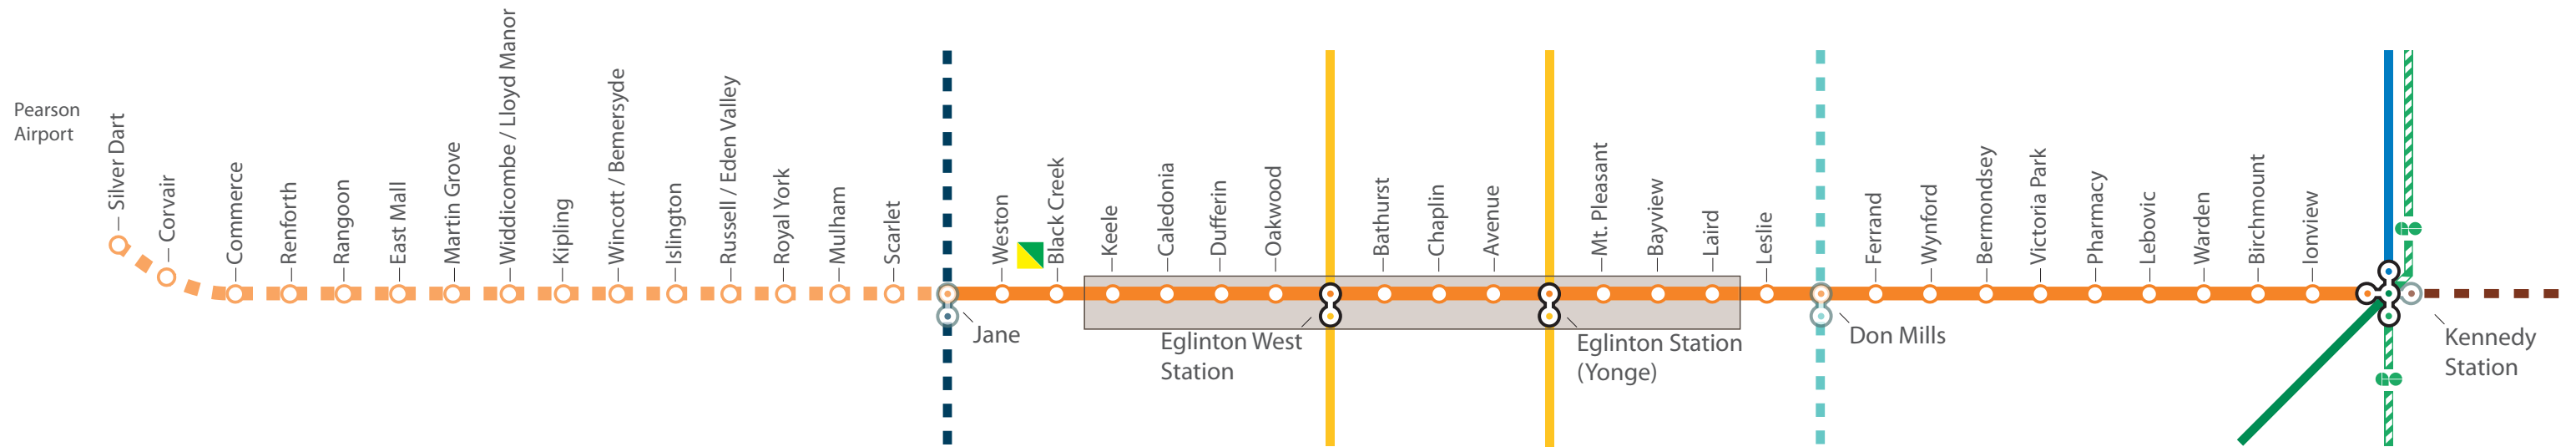 Pearson
Airport
Silver Dart
Corvair
Commerce
Renforth
Rangoon
East Mall
Martin Grove
Widdicombe / Lloyd Manor
Kipling
Wincott / Bemersyde
Islington
Russell / Eden Valley
Royal York
Mulham
Scarlet
Jane
Weston
Black Creek
Keele
Caledonia
Dufferin
Oakwood
Eglinton West
Station
Bathurst
Chaplin
Avenue
Eglinton Station
(Yonge)
Mt. Pleasant
Bayview
Laird
Leslie
Don Mills
Ferrand
Wynford
Bermondsey
Victoria Park
Pharmacy
Lebovic
Warden
Birchmount
Ionview
Kennedy
Station